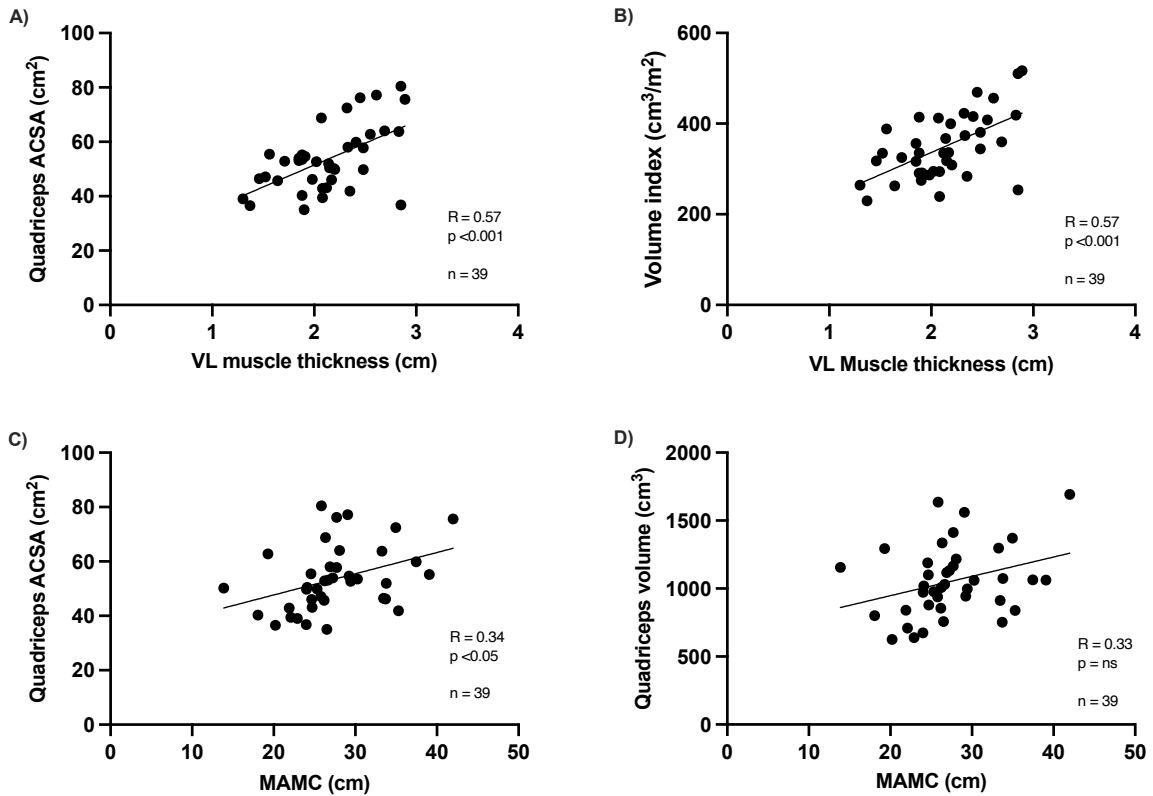 A)
Quadriceps ACSA (cm²)
100
80
60
40
20
0
0 1 2 3 4
VL muscle thickness (cm)
R = 0.57
p <0.001
n = 39
B)
Volume index (cm³/m²)
600
400
200
0
0 1 2 3 4
VL Muscle thickness (cm)
R = 0.57
p <0.001
n = 39
C)
Quadriceps ACSA (cm²)
100
80
60
40
20
0
0 10 20 30 40 50
MAMC (cm)
R = 0.34
p <0.05
n = 39
D)
Quadriceps volume (cm³)
2000
1500
1000
500
0
0 10 20 30 40 50
MAMC (cm)
R = 0.33
p = ns
n = 39